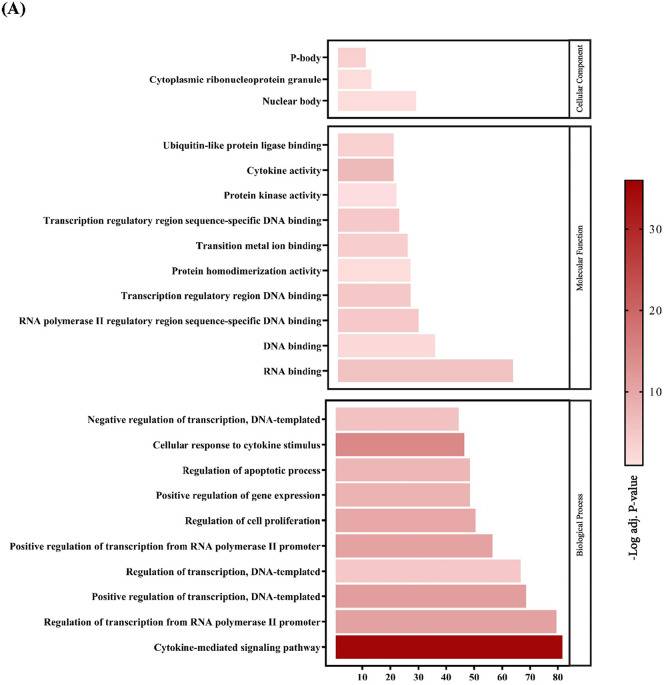 (A)
P-body
Cytoplasmic ribonucleoprotein granule
Nuclear body
Cellular Component
Ubiquitin-like protein ligase binding
Cytokine activity
Protein kinase activity
Transcription regulatory region sequence-specific DNA binding
Transition metal ion binding
Protein homodimerization activity
Transcription regulatory region DNA binding
RNA polymerase II regulatory region sequence-specific DNA binding
DNA binding
RNA binding
Molecular Function
Negative regulation of transcription, DNA-templated
Cellular response to cytokine stimulus
Regulation of apoptotic process
Positive regulation of gene expression
Regulation of cell proliferation
Positive regulation of transcription from RNA polymerase II promoter
Regulation of transcription, DNA-templated
Positive regulation of transcription, DNA-templated
Regulation of transcription from RNA polymerase II promoter
Cytokine-mediated signaling pathway
Biological Process
10 20 30 40 50 60 70 80
30
20
10
-Log adj. P-value